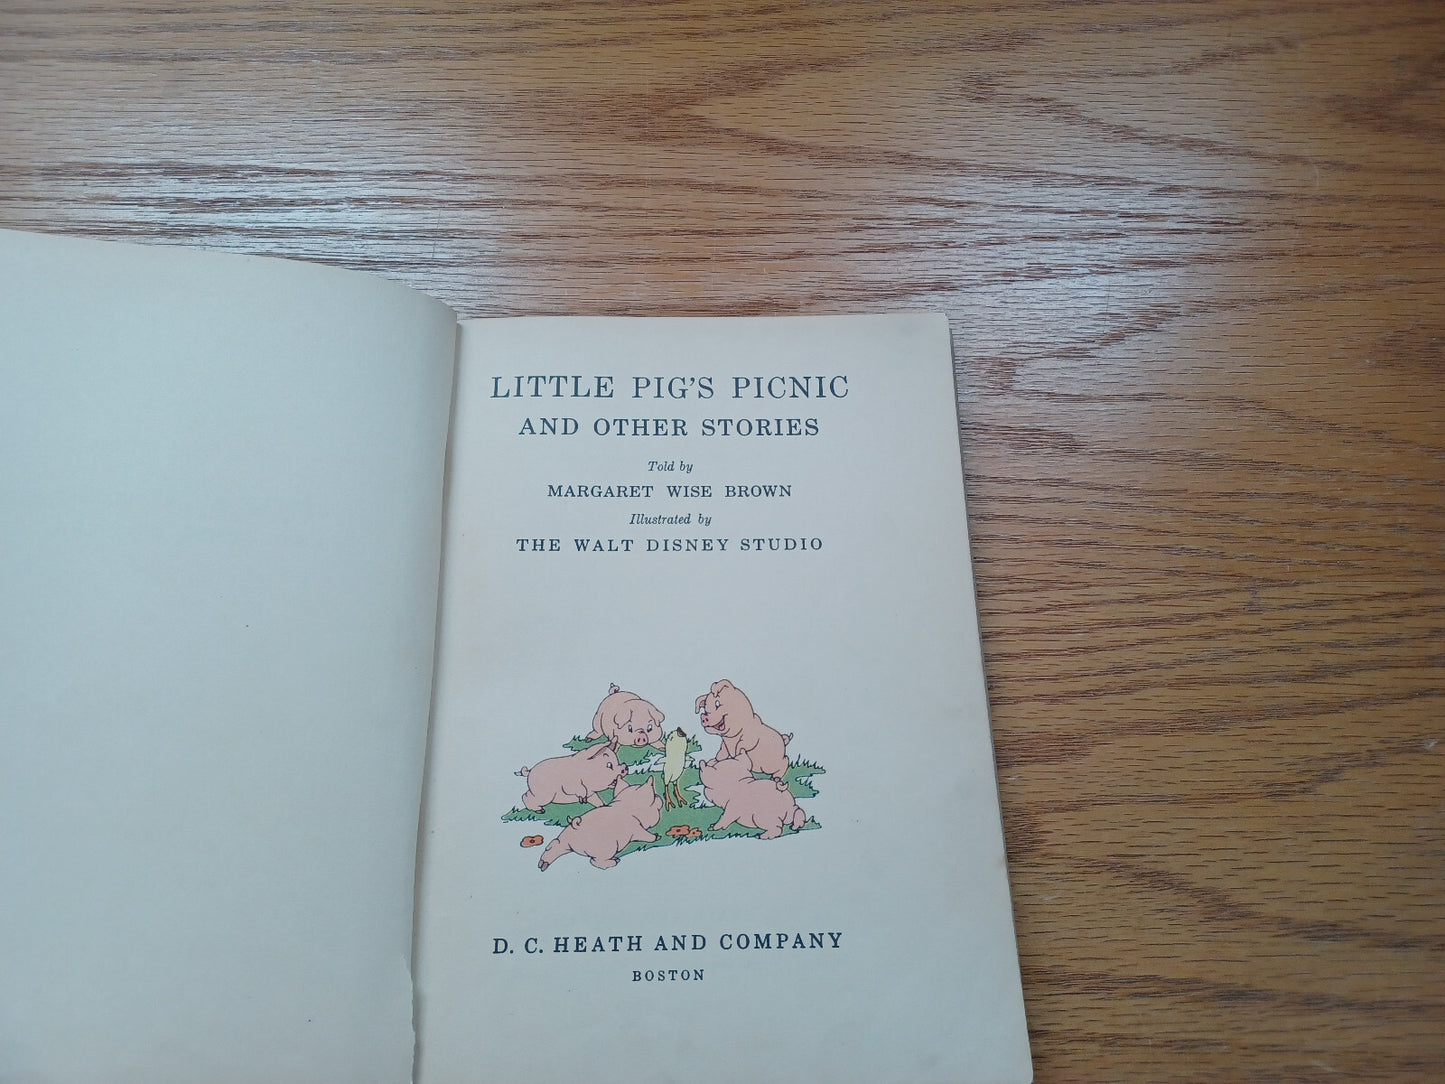 LITTLE PIG'S PICNIC
AND OTHER STORIES
Told by
MARGARET WISE BROWN
Illustrated by
THE WALT DISNEY STUDIO
D. C. HEATH AND COMPANY
BOSTON